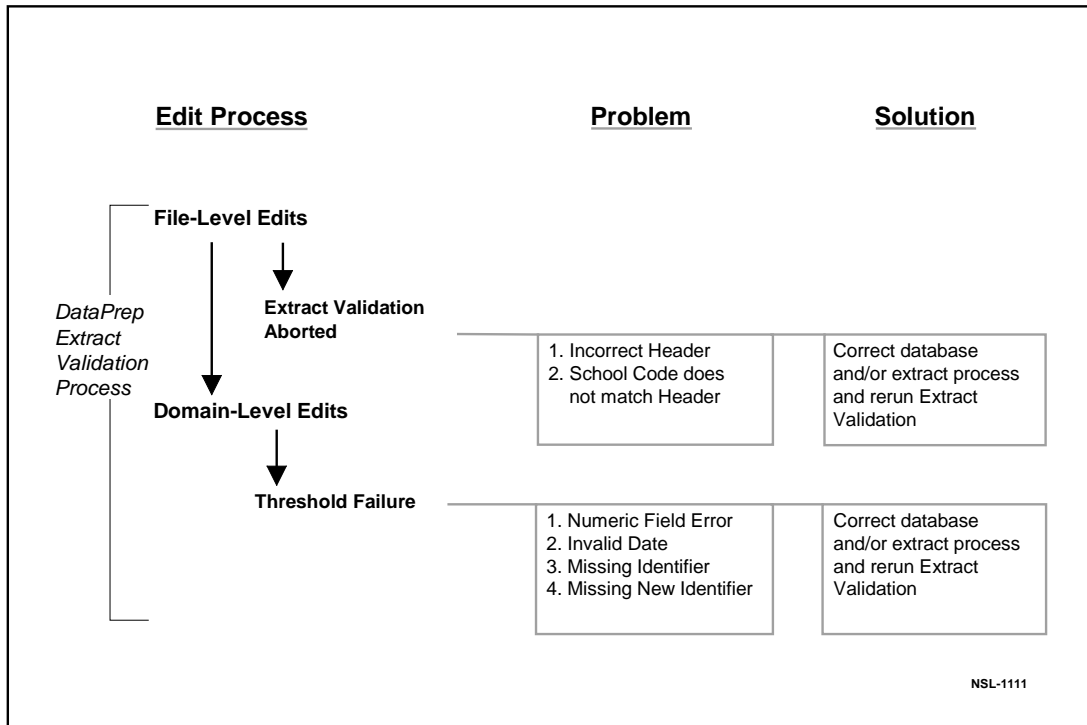 Edit Process
Problem
Solution
File-Level Edits
DataPrep
Extract
Validation
Process
Extract Validation
Aborted
1. Incorrect Header
2. School Code does
not match Header
Correct database
and/or extract process
and rerun Extract
Validation
Domain-Level Edits
Threshold Failure
1. Numeric Field Error
2. Invalid Date
3. Missing Identifier
4. Missing New Identifier
Correct database
and/or extract process
and rerun Extract
Validation
NSL-1111